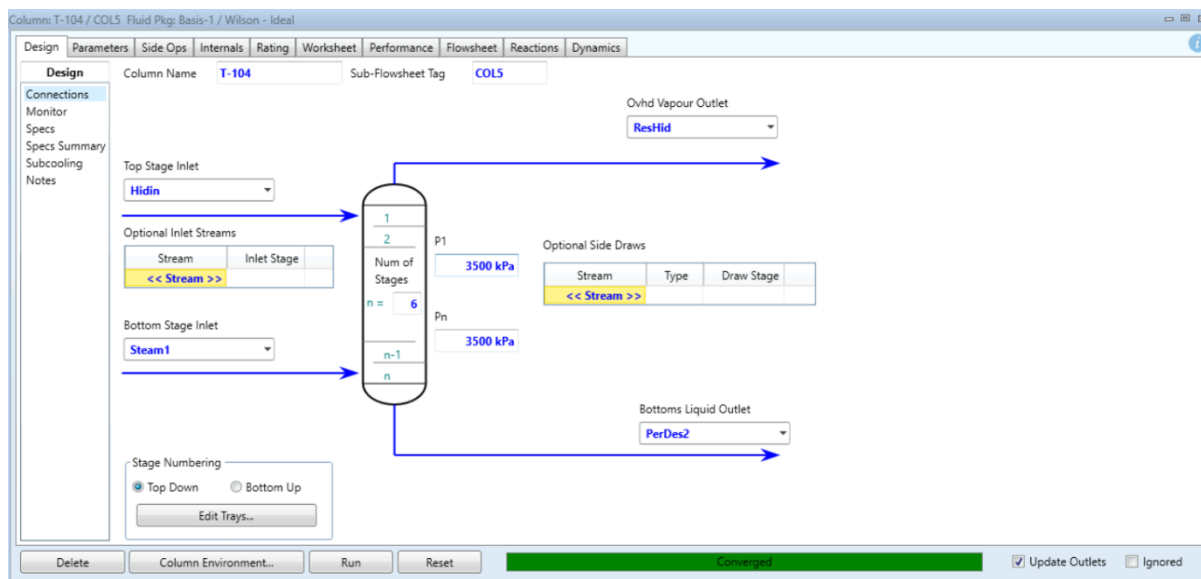 Column: T-104 / COL5 Fluid Pkg: Basis-1 / Wilson - Ideal
Design Parameters Side Ops Internals Rating Worksheet Performance Flowsheet Reactions Dynamics
Design
Connections
Monitor
Specs
Specs Summary
Subcooling
Notes
Column Name T-104 Sub-Flowsheet Tag COL5
Ovhd Vapour Outlet
ResHid
Top Stage Inlet
Hidin
Optional Inlet Streams
Stream Inlet Stage
<< Stream >>
Bottom Stage Inlet
Steam1
1
2
Num of
Stages
n = 6
n-1
n
P1
3500 kPa
Pn
3500 kPa
Optional Side Draws
Stream Type Draw Stage
<< Stream >>
Bottoms Liquid Outlet
PerDes2
Stage Numbering
Top Down Bottom Up
Edit Trays...
Delete Column Environment... Run Reset Converged Update Outlets Ignored